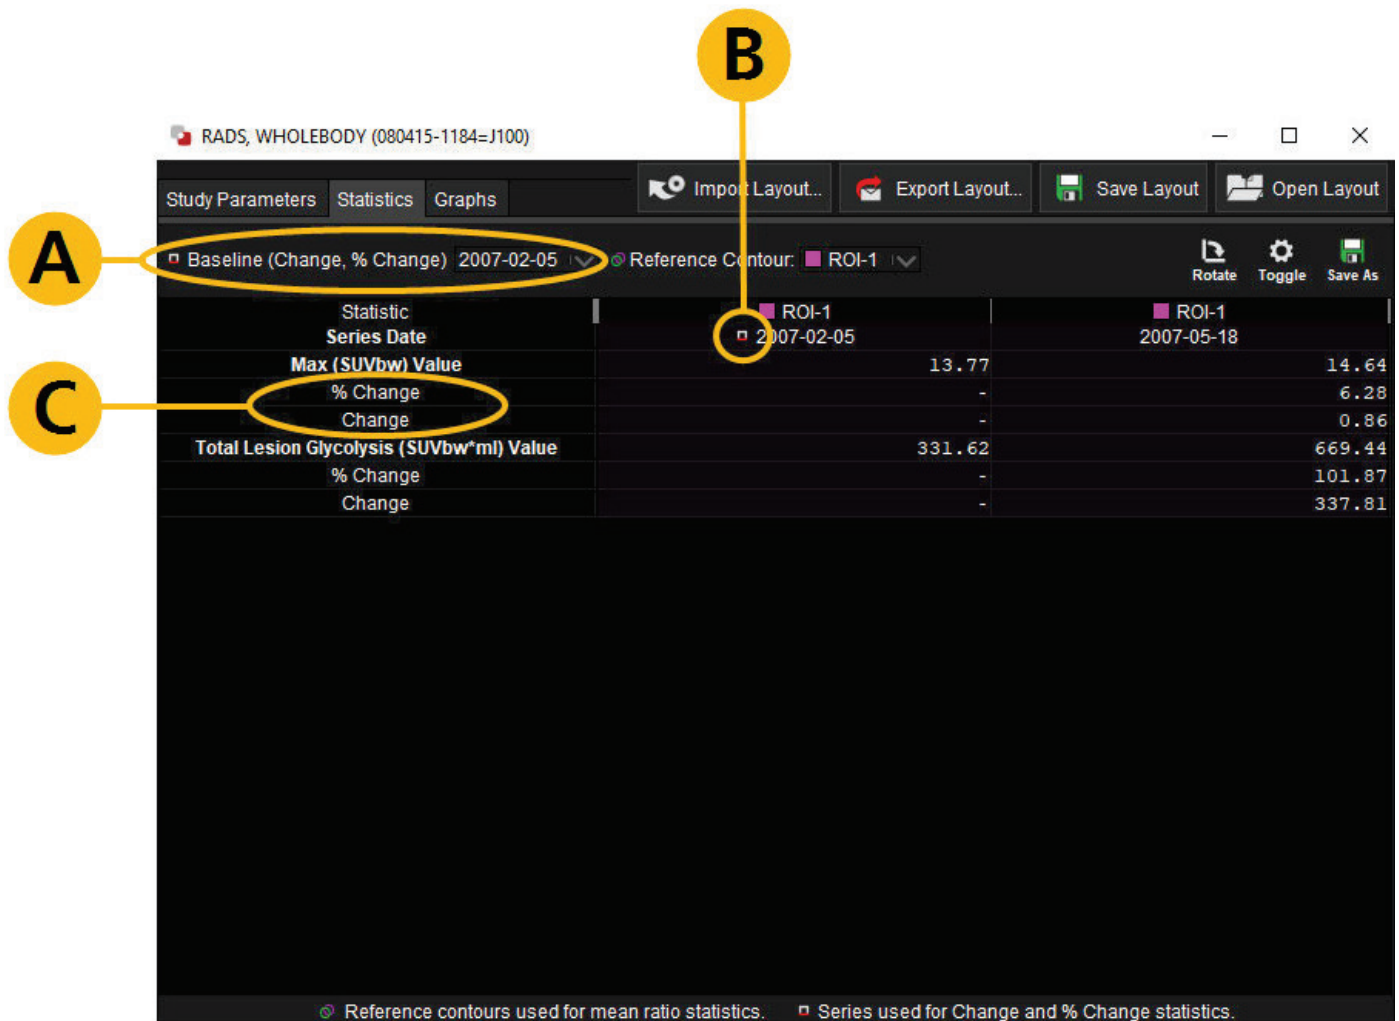 B
RADS, WHOLEBODY (080415-1184=J100)
Study Parameters Statistics Graphs Import Layout... Export Layout... Save Layout Open Layout
A
Baseline (Change, % Change) 2007-02-05 Reference Contour: ROI-1 Rotate Toggle Save As
Statistic ROI-1 ROI-1
Series Date 2007-02-05 2007-05-18
Max (SUVbw) Value 13.77 14.64
C
% Change - 6.28
Change - 0.86
Total Lesion Glycolysis (SUVbw*ml) Value 331.62 669.44
% Change - 101.87
Change - 337.81
Reference contours used for mean ratio statistics. Series used for Change and % Change statistics.